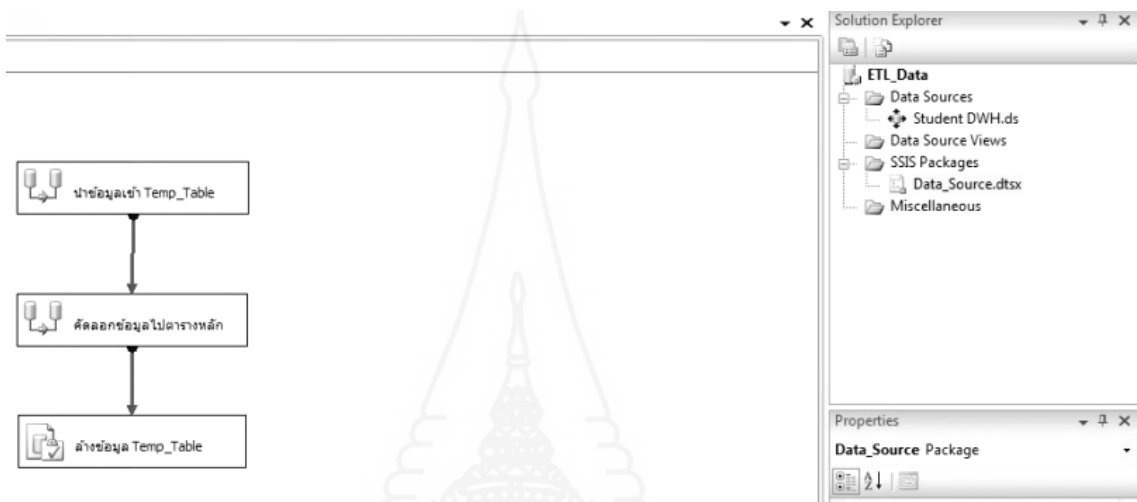 นำข้อมูลเข้า Temp_Table
คัดลอกข้อมูลไปตารางหลัก
ล้างข้อมูล Temp_Table
Solution Explorer
ETL_Data
Data Sources
Student DWH.ds
Data Source Views
SSIS Packages
Data_Source.dtsx
Miscellaneous
Properties
Data_Source Package